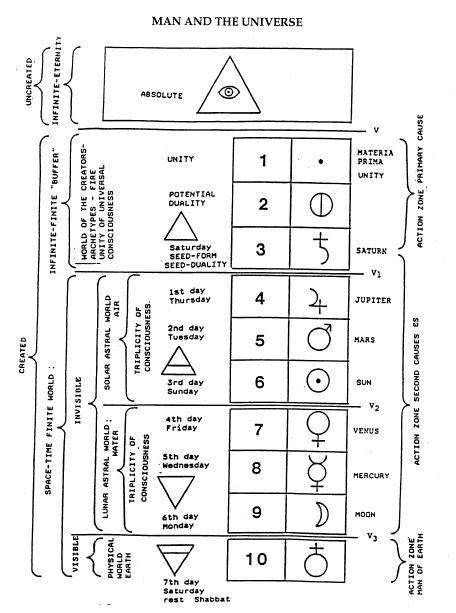 MAN AND THE UNIVERSE
UNCREATED
INFINITE-ETERNITY
ABSOLUTE
V
CREATED
INFINITE-FINITE "BUFFER"
WORLD OF THE CREATORS-
ARCHETYPES - FIRE
UNITY OF UNIVERSAL
CONSCIOUSNESS
UNITY
1
MATERIA
PRIMA
UNITY
POTENTIAL
DUALITY
2
Saturday
SEED-FORM
SEED-DUALITY
3
SATURN
ACTION ZONE PRIMARY CAUSE
V1
SPACE-TIME FINITE WORLD :
INVISIBLE
SOLAR ASTRAL WORLD
AIR
TRIPLICITY OF
CONSCIOUSNESS
1st day
Thursday
4
JUPITER
2nd day
Tuesday
5
MARS
3rd day
Sunday
6
SUN
ACTION ZONE SECOND CAUSES ES
V2
LUNAR ASTRAL WORLD:
WATER
TRIPLICITY OF
CONSCIOUSNESS
4th day
Friday
7
VENUS
5th day
Wednesday
8
MERCURY
6th day
Monday
9
MOON
V3
VISIBLE
PHYSICAL
WORLD
EARTH
10
7th day
Saturday
rest Shabbat
ACTION ZONE
MAN OF EARTH